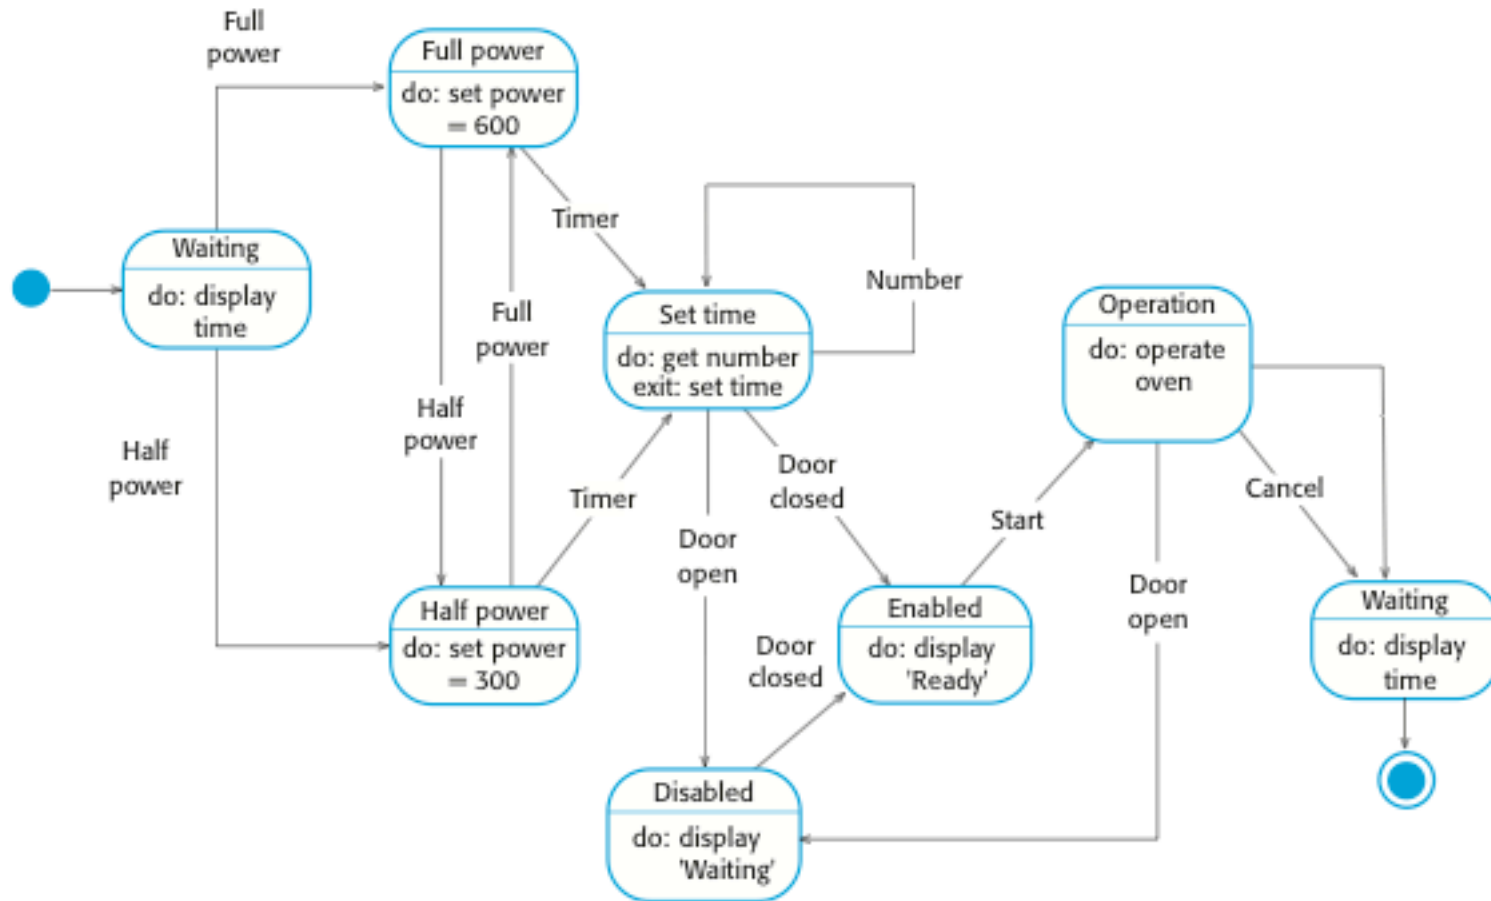 Full
power
Full power
do: set power
= 600
Timer
Waiting
do: display
time
Number
Full
power
Set time
do: get number
exit: set time
Operation
do: operate
oven
Half
power
Half
power
Timer
Door
closed
Door
open
Start
Cancel
Door
open
Half power
do: set power
= 300
Enabled
do: display
'Ready'
Waiting
do: display
time
Door
closed
Disabled
do: display
'Waiting'